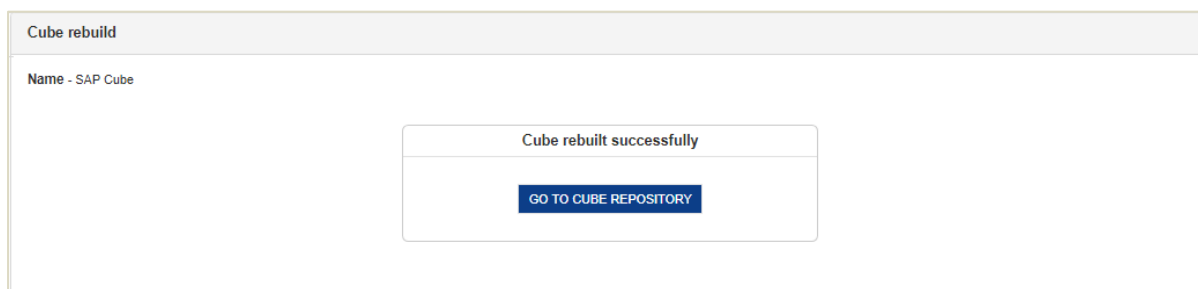 Cube rebuild
Name - SAP Cube
Cube rebuilt successfully
GO TO CUBE REPOSITORY